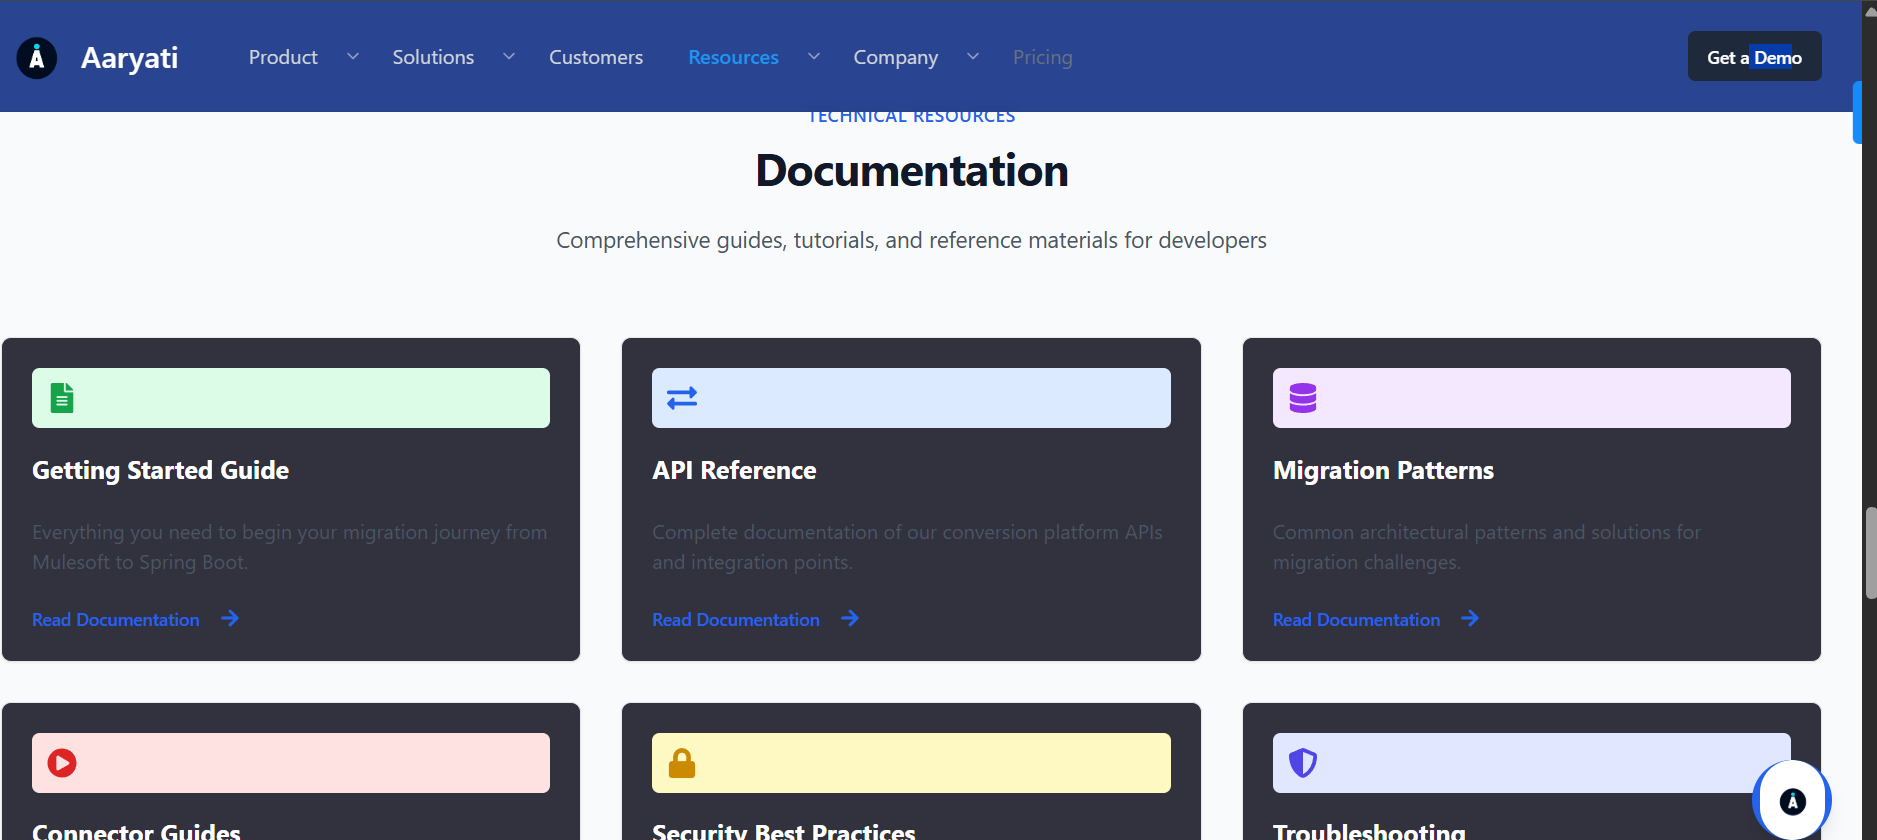 Aaryati
Product
Solutions
Customers
Resources
Company
Pricing
Get a Demo
TECHNICAL RESOURCES
Documentation
Comprehensive guides, tutorials, and reference materials for developers
Getting Started Guide
Everything you need to begin your migration journey from
Mulesoft to Spring Boot.
Read Documentation
API Reference
Complete documentation of our conversion platform APIs
and integration points.
Read Documentation
Migration Patterns
Common architectural patterns and solutions for
migration challenges.
Read Documentation
Connector Guides
Security Best Practices
Troubleshooting